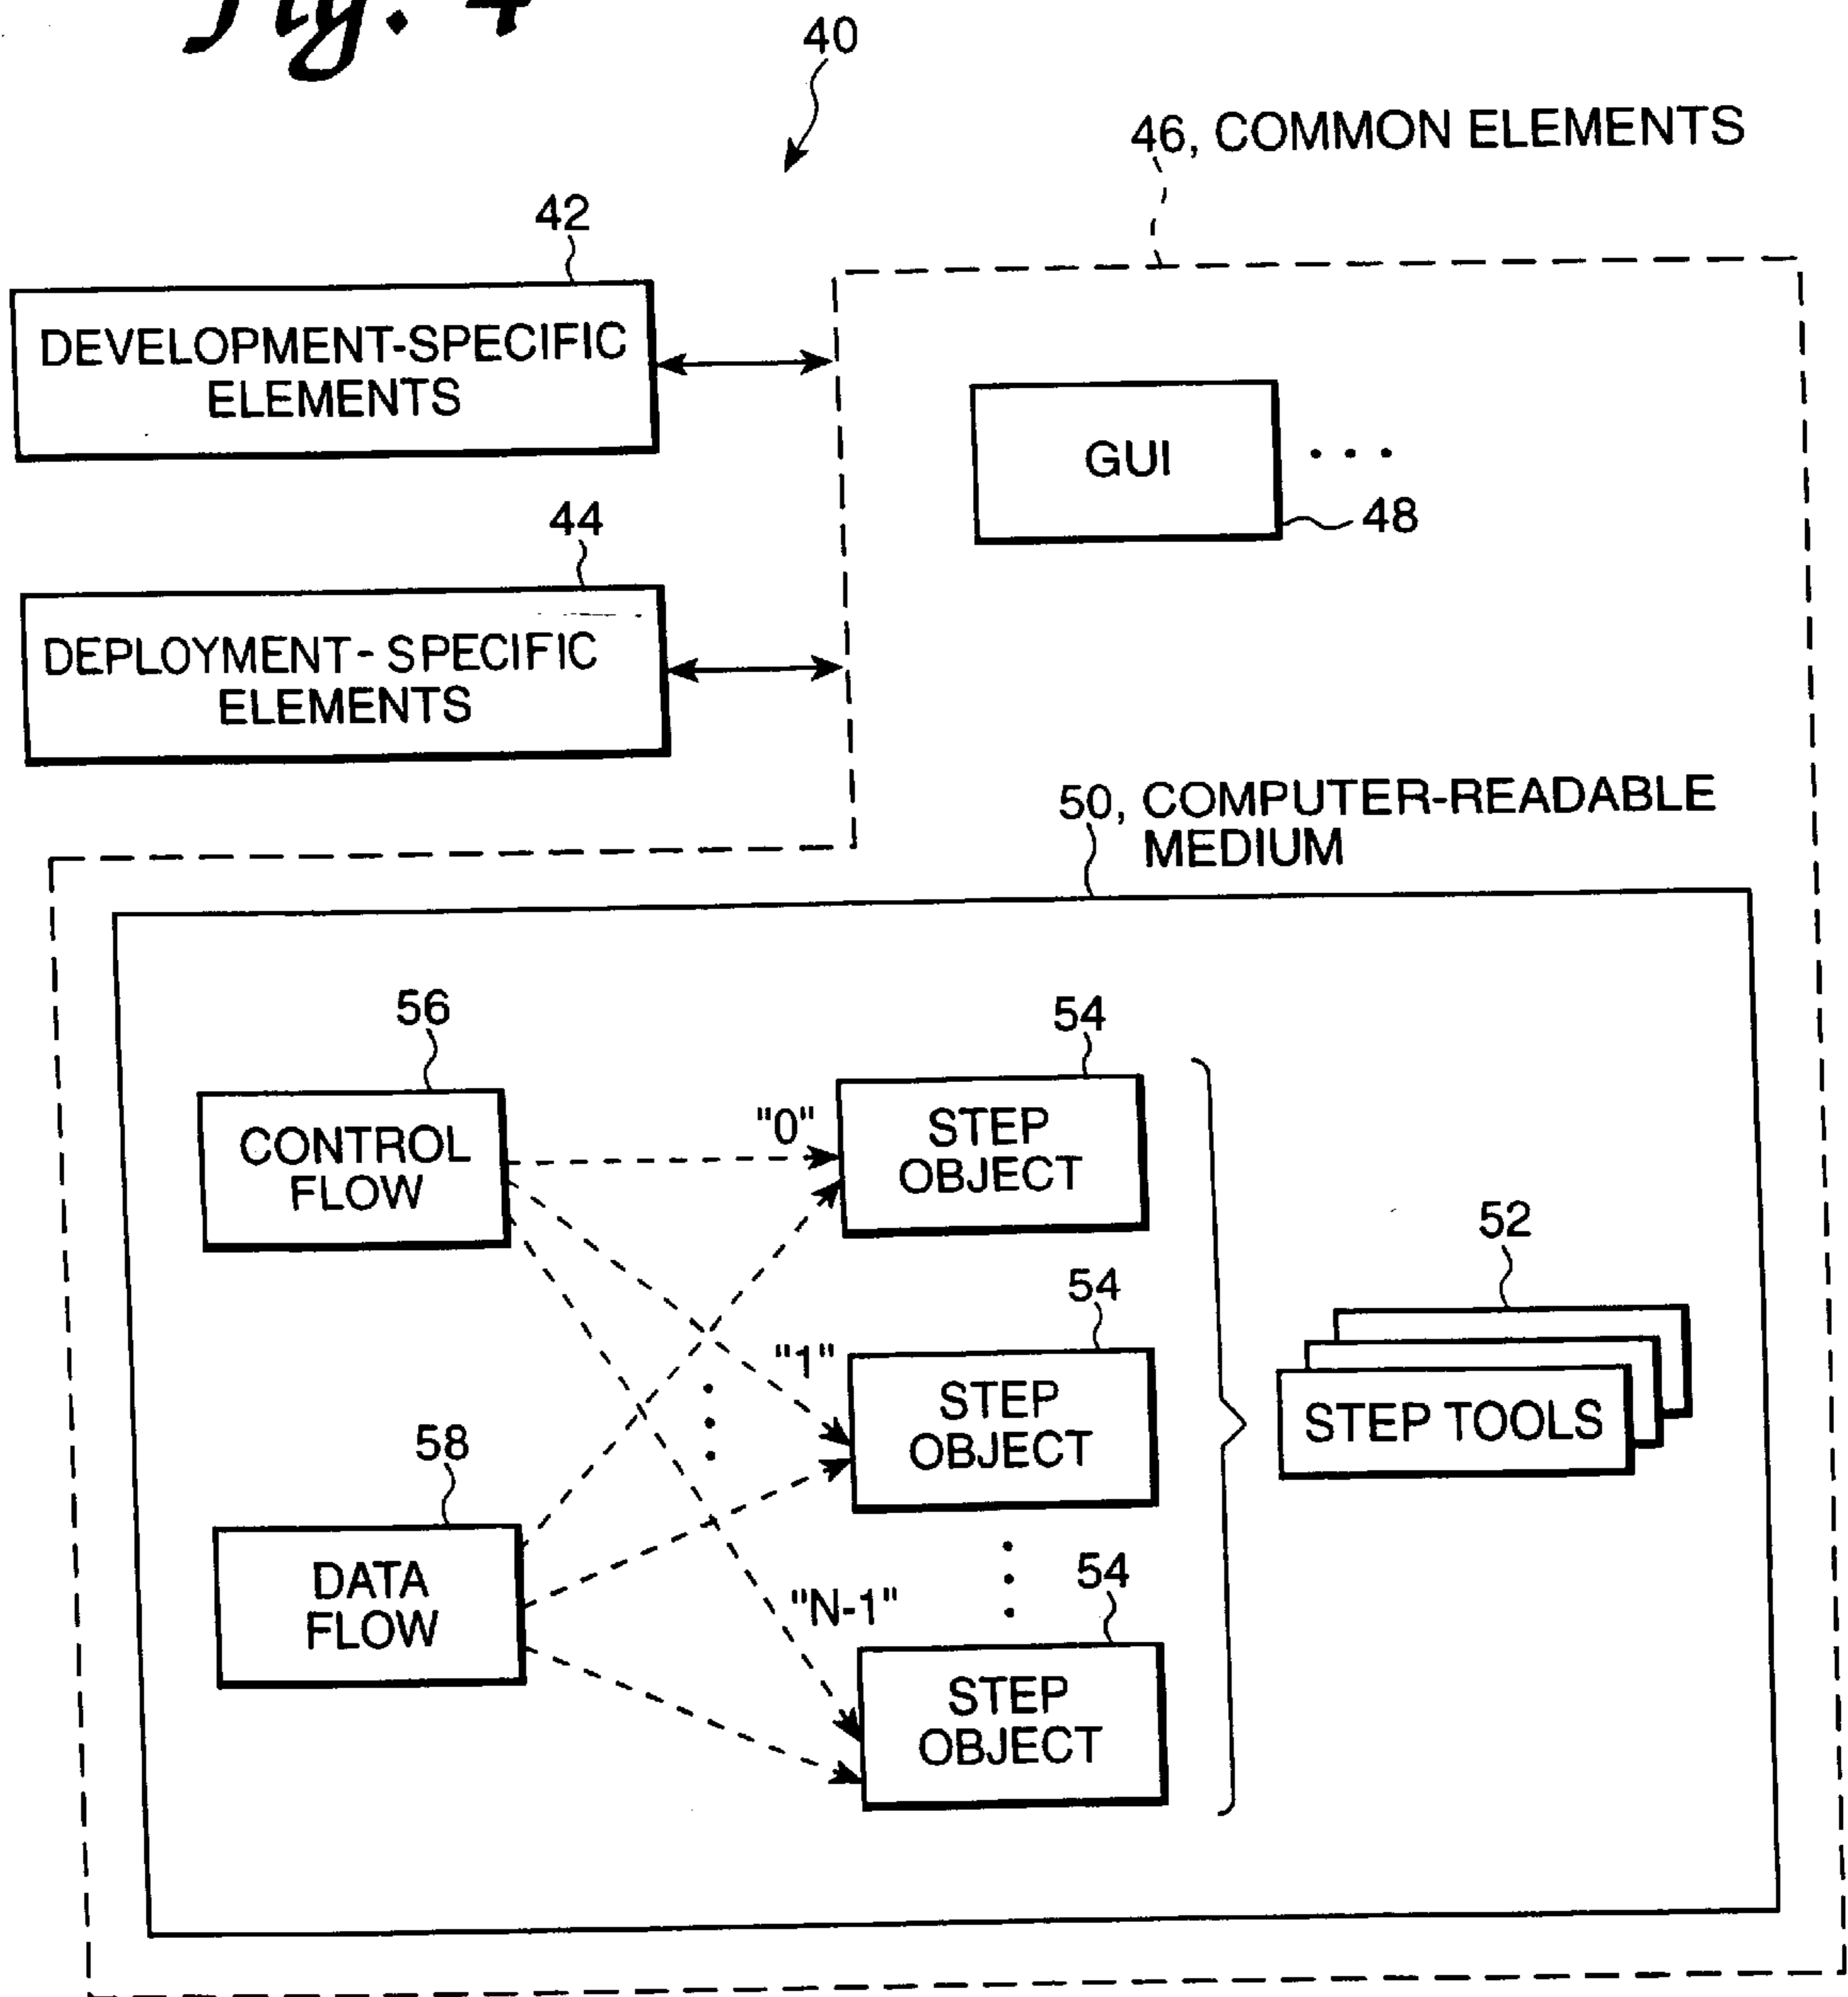 Fig. 4
40
46, COMMON ELEMENTS
42
DEVELOPMENT-SPECIFIC
ELEMENTS
GUI
48
44
DEPLOYMENT-SPECIFIC
ELEMENTS
50, COMPUTER-READABLE
MEDIUM
56
CONTROL
FLOW
"0"
54
STEP
OBJECT
52
STEP TOOLS
"1"
54
STEP
OBJECT
58
DATA
FLOW
"N-1"
54
STEP
OBJECT